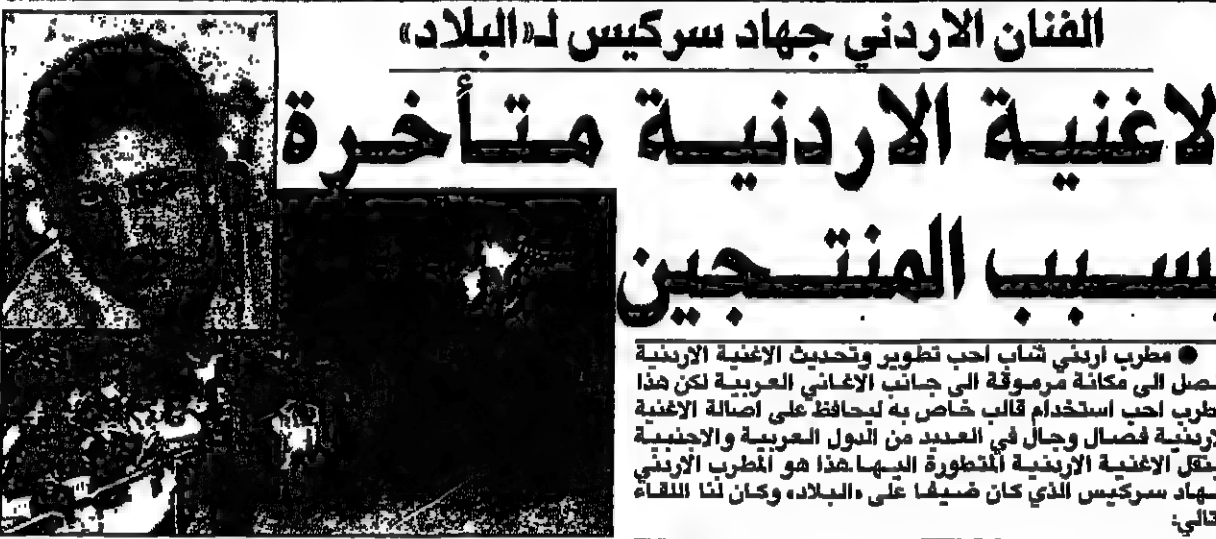 الفنان الاردني جهاد سركيس لـ«البلاد»
لاغنية الاردنية متأخرة
بسبب المنتجين
● مطرب اردني شاب احب تطوير وتحديث الاغنية الاردنية
تصل الى مكانة مرموقة الى جانب الاغاني العربية لكن هذا
طرب احب استخدام قالب خاص به ليحافظ على اصالة الاغنية
لاردنية فصال وجال في العديد من الدول العربية والاجنبية
ينقل الاغنية الاردنية المتطورة اليها هذا هو المطرب الاردني
جهاد سركيس الذي كان ضيفا على «البلاد» وكان لنا اللقاء
تالي: